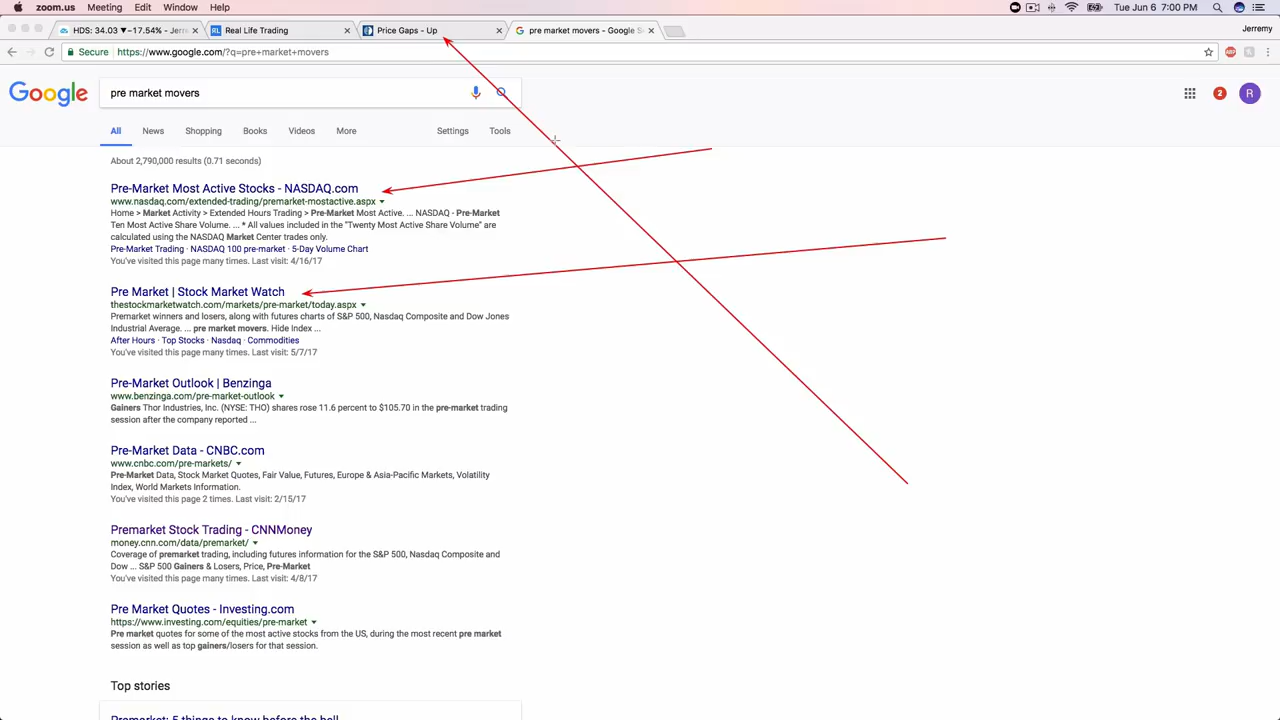 zoom.us Meeting Edit Window Help Tue Jun 6 7:00 PM
HDS: 34.03 ▼-17.54% - Jerre Real Life Trading Price Gaps - Up pre market movers - Google S Jerremy
Secure https://www.google.com/?q=pre+market+movers ABP
Google pre market movers 2 R
All News Shopping Books Videos More Settings Tools
About 2,790,000 results (0.71 seconds)
Pre-Market Most Active Stocks - NASDAQ.com
www.nasdaq.com/extended-trading/premarket-mostactive.aspx
Home > Market Activity > Extended Hours Trading > Pre-Market Most Active. ... NASDAQ - Pre-Market
Ten Most Active Share Volume. ... * All values included in the "Twenty Most Active Share Volume" are
calculated using the NASDAQ Market Center trades only.
Pre-Market Trading · NASDAQ 100 pre-market · 5-Day Volume Chart
You've visited this page many times. Last visit: 4/16/17
Pre Market | Stock Market Watch
thestockmarketwatch.com/markets/pre-market/today.aspx
Premarket winners and losers, along with futures charts of S&P 500, Nasdaq Composite and Dow Jones
Industrial Average. ... pre market movers. Hide Index ...
After Hours · Top Stocks · Nasdaq · Commodities
You've visited this page many times. Last visit: 5/7/17
Pre-Market Outlook | Benzinga
www.benzinga.com/pre-market-outlook
Gainers Thor Industries, Inc. (NYSE: THO) shares rose 11.6 percent to $105.70 in the pre-market trading
session after the company reported ...
Pre-Market Data - CNBC.com
www.cnbc.com/pre-markets/
Pre-Market Data, Stock Market Quotes, Fair Value, Futures, Europe & Asia-Pacific Markets, Volatility
Index, World Markets Information.
You've visited this page 2 times. Last visit: 2/15/17
Premarket Stock Trading - CNNMoney
money.cnn.com/data/premarket/
Coverage of premarket trading, including futures information for the S&P 500, Nasdaq Composite and
Dow ... S&P 500 Gainers & Losers, Price, Pre-Market
You've visited this page many times. Last visit: 4/8/17
Pre Market Quotes - Investing.com
https://www.investing.com/equities/pre-market
Pre market quotes for some of the most active stocks from the US, during the most recent pre market
session as well as top gainers/losers for that session.
Top stories
Premarket: 5 things to know before the bell